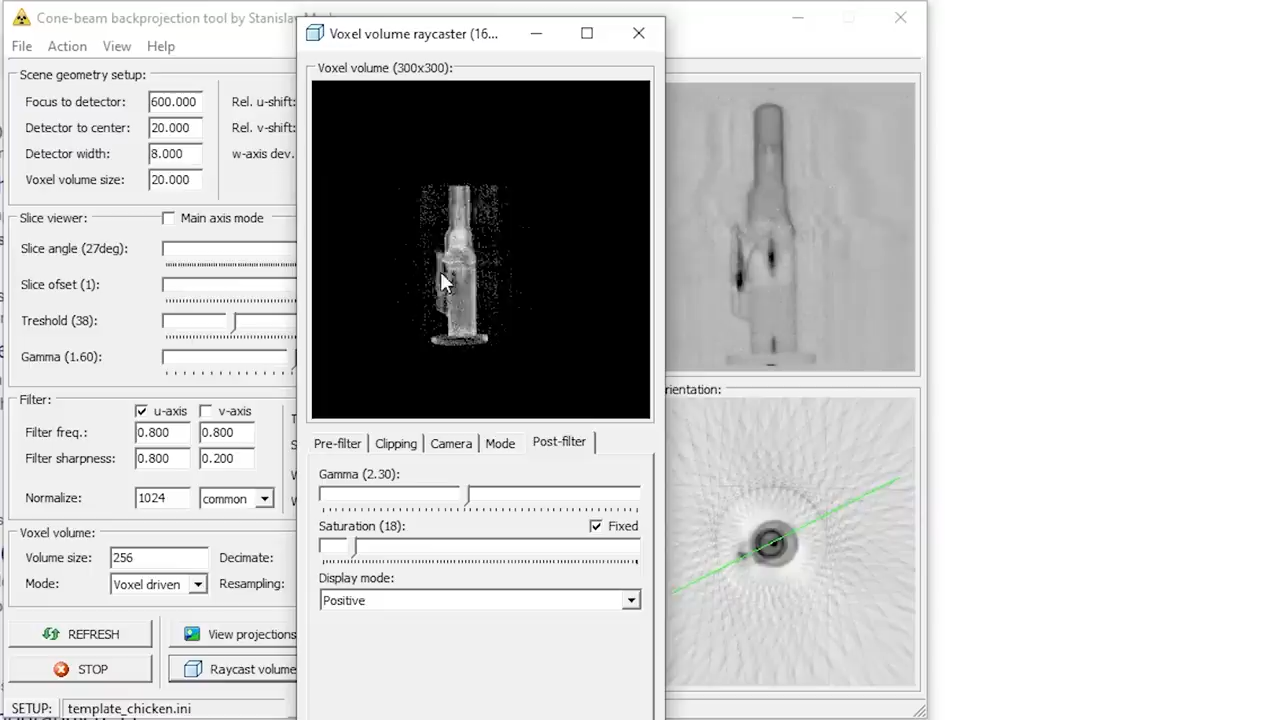 Cone-beam backprojection tool by Stanislav
File Action View Help
Scene geometry setup:
Focus to detector: 600.000 Rel. u-shift:
Detector to center: 20.000 Rel. v-shift:
Detector width: 8.000 w-axis dev.
Voxel volume size: 20.000
Slice viewer: Main axis mode
Slice angle (27deg):
Slice ofset (1):
Treshold (38):
Gamma (1.60):
Filter:
u-axis v-axis
Filter freq.: 0.800 0.800
Filter sharpness: 0.800 0.200
Normalize: 1024 common
Voxel volume:
Volume size: 256 Decimate:
Mode: Voxel driven Resampling:
REFRESH View projections
STOP Raycast volume
SETUP: template_chicken.ini
Voxel volume raycaster (16...
Voxel volume (300x300):
Pre-filter Clipping Camera Mode Post-filter
Gamma (2.30):
Saturation (18): Fixed
Display mode:
Positive
rientation: